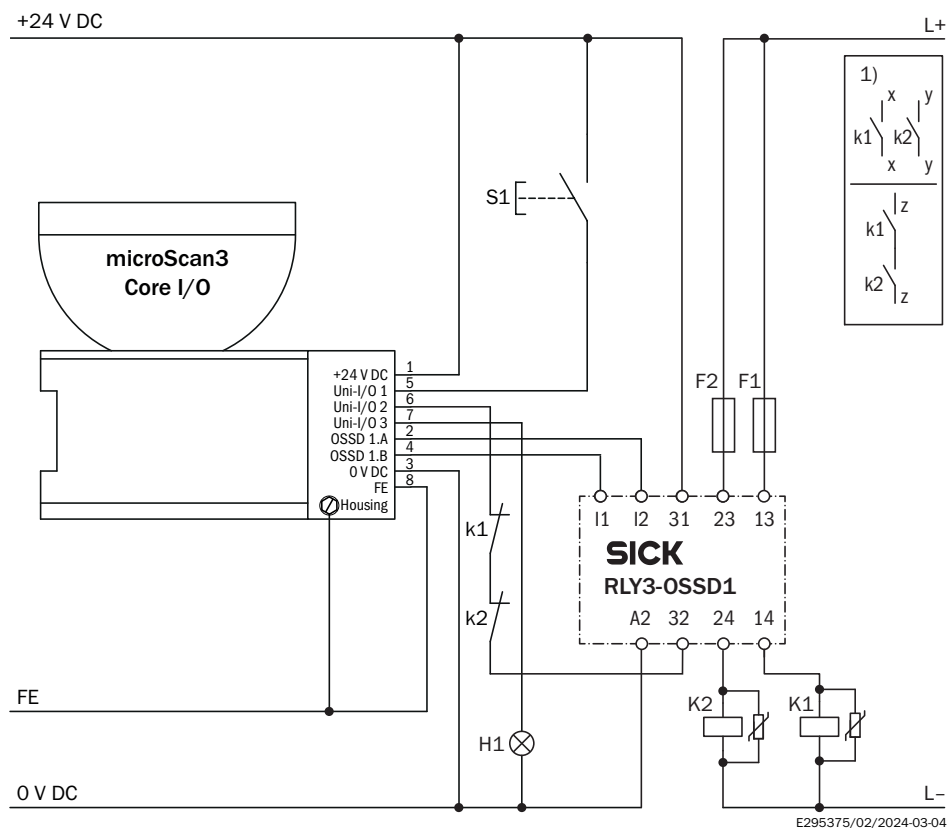 +24 V DC
L+
1)
x y
k1 k2
x y
z
k1
k2
z
S1
microScan3
Core I/O
+24 V DC 1
Uni-I/O 1 5
Uni-I/O 2 6
Uni-I/O 3 7
OSSD 1.A 2
OSSD 1.B 4
0 V DC 3
FE 8
Housing
F2 F1
k1
k2
I1 I2 31 23 13
SICK
RLY3-OSSD1
A2 32 24 14
FE
K2 K1
H1
0 V DC
L–
E295375/02/2024-03-04